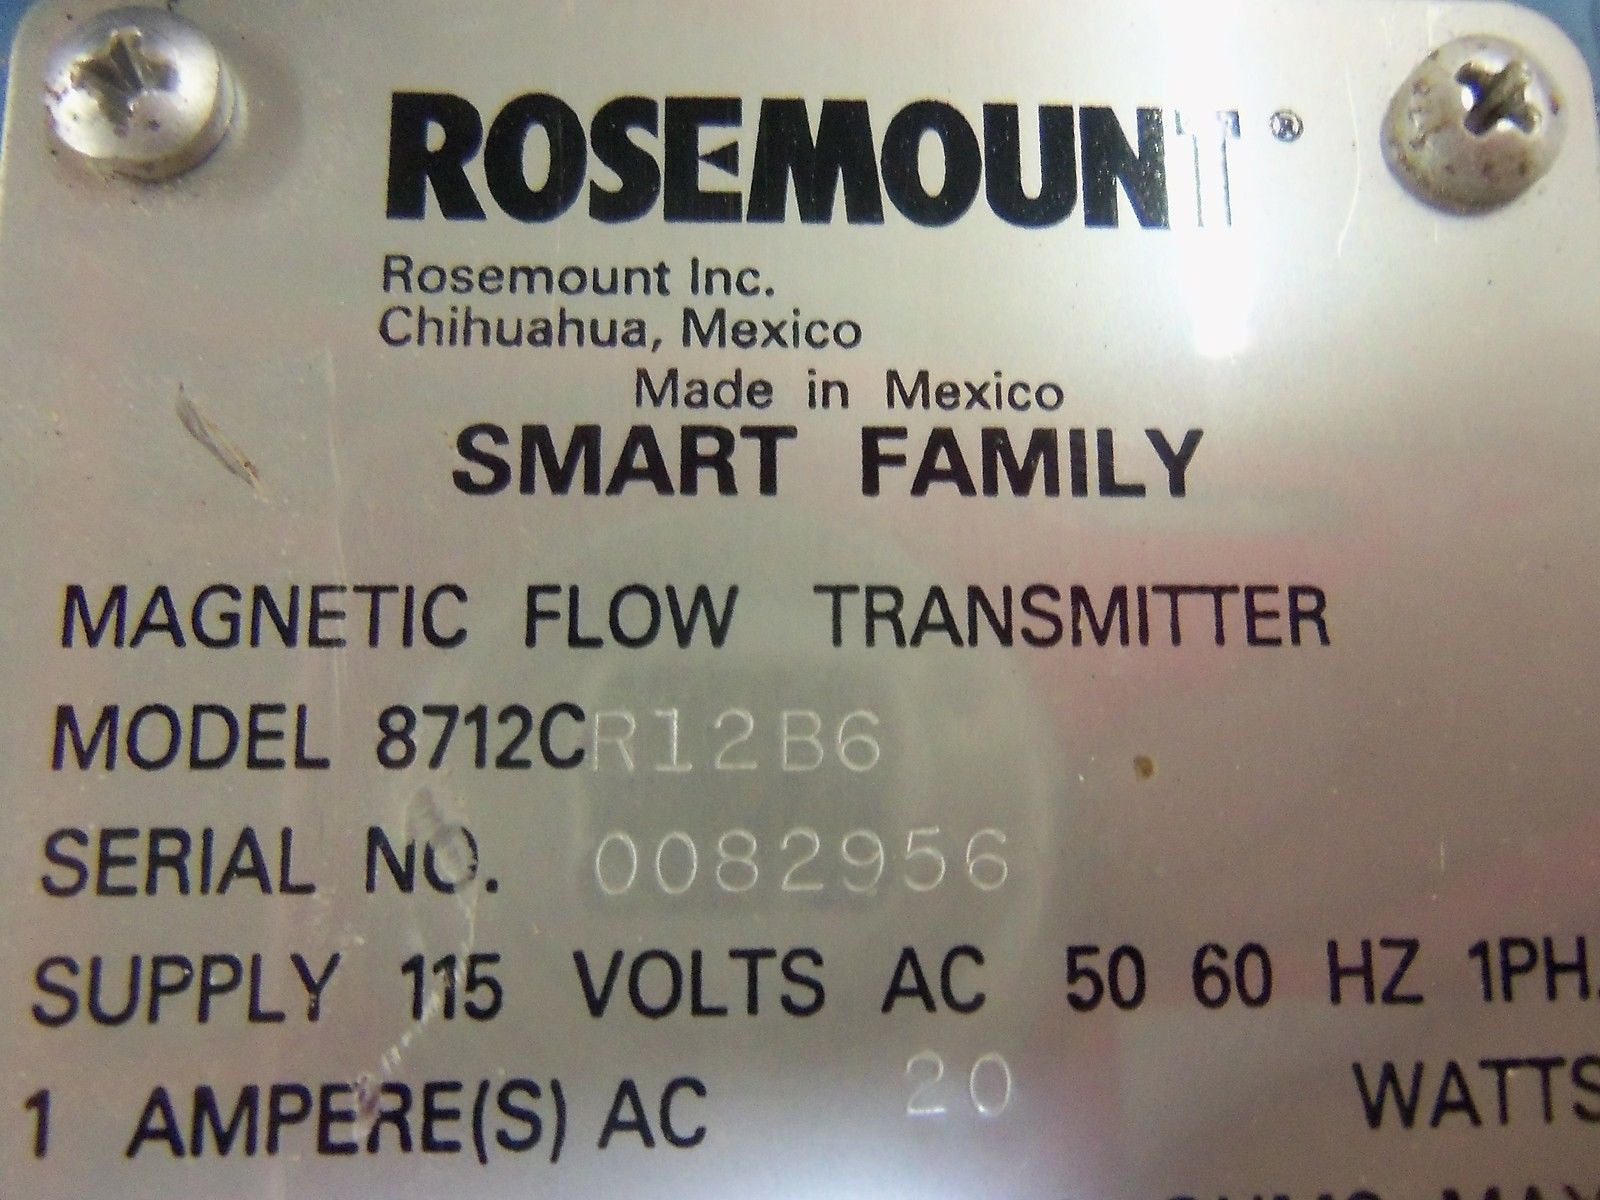 ROSEMOUNT®
Rosemount Inc.
Chihuahua, Mexico
Made in Mexico
SMART FAMILY
MAGNETIC FLOW TRANSMITTER
MODEL 8712CR12B6
SERIAL NO. 0082956
SUPPLY 115 VOLTS AC 50 60 HZ 1PH.
1 AMPERE(S) AC 20 WATTS